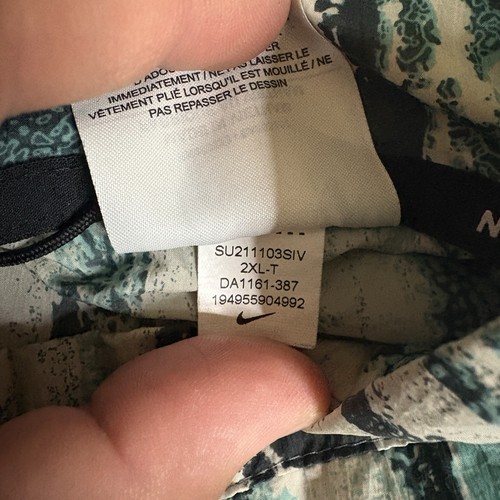 IMMÉDIATEMENT / NE PAS LAISSER LE
VÊTEMENT PLIÉ LORSQU'IL EST MOUILLÉ / NE
PAS REPASSER LE DESSIN
SU211103SIV
2XL-T
DA1161-387
194955904992